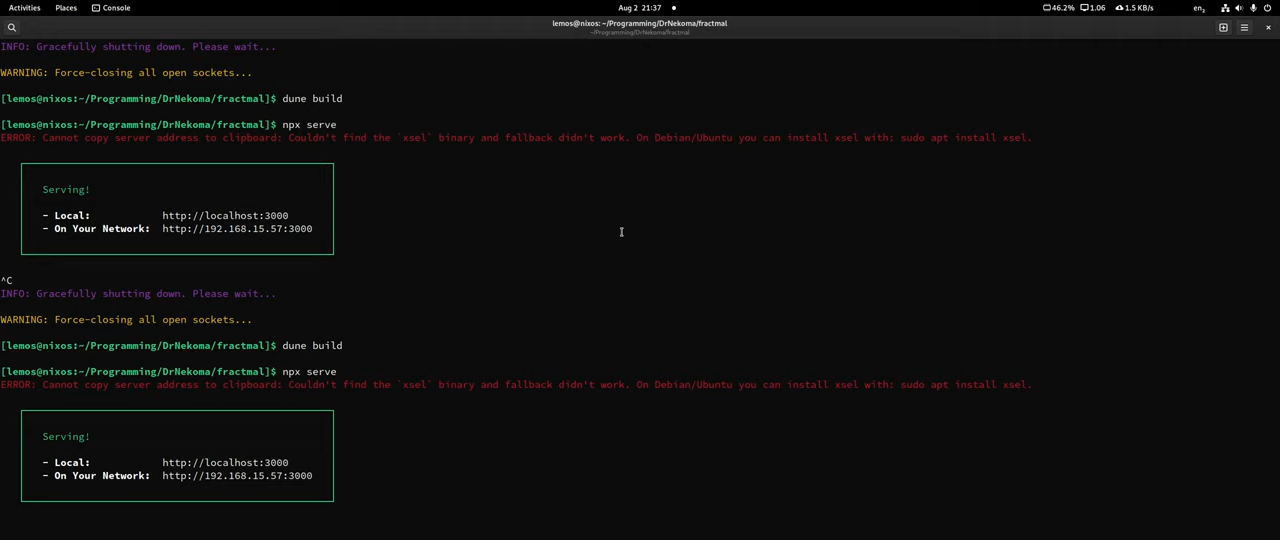 Activities Places Console Aug 2 21:37 46.2% 1.06 1.5 KB/s en₂
lemos@nixos: ~/Programming/DrNekoma/fractmal
~/Programming/DrNekoma/fractmal
INFO: Gracefully shutting down. Please wait...
WARNING: Force-closing all open sockets...
[lemos@nixos:~/Programming/DrNekoma/fractmal]$ dune build
[lemos@nixos:~/Programming/DrNekoma/fractmal]$ npx serve
ERROR: Cannot copy server address to clipboard: Couldn't find the `xsel` binary and fallback didn't work. On Debian/Ubuntu you can install xsel with: sudo apt install xsel.
Serving!
- Local: http://localhost:3000
- On Your Network: http://192.168.15.57:3000
^C
INFO: Gracefully shutting down. Please wait...
WARNING: Force-closing all open sockets...
[lemos@nixos:~/Programming/DrNekoma/fractmal]$ dune build
[lemos@nixos:~/Programming/DrNekoma/fractmal]$ npx serve
ERROR: Cannot copy server address to clipboard: Couldn't find the `xsel` binary and fallback didn't work. On Debian/Ubuntu you can install xsel with: sudo apt install xsel.
Serving!
- Local: http://localhost:3000
- On Your Network: http://192.168.15.57:3000